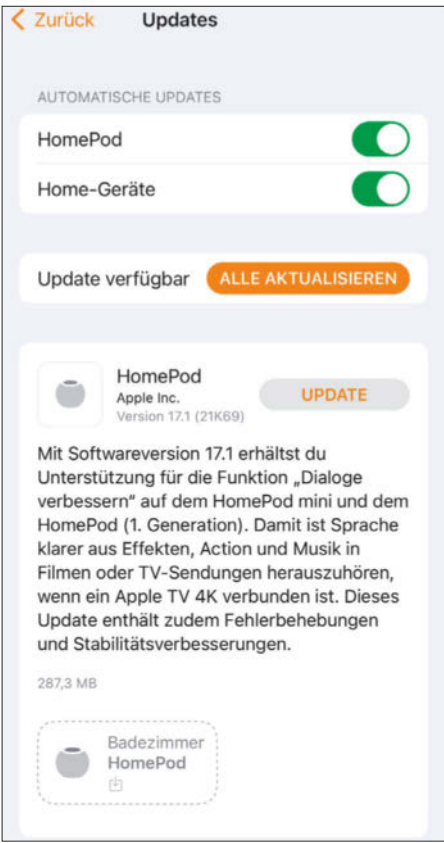 Zurück Updates
AUTOMATISCHE UPDATES
HomePod
Home-Geräte
Update verfügbar ALLE AKTUALISIEREN
HomePod
Apple Inc.
Version 17.1 (21K69)
UPDATE
Mit Softwareversion 17.1 erhältst du
Unterstützung für die Funktion „Dialoge
verbessern“ auf dem HomePod mini und dem
HomePod (1. Generation). Damit ist Sprache
klarer aus Effekten, Action und Musik in
Filmen oder TV-Sendungen herauszuhören,
wenn ein Apple TV 4K verbunden ist. Dieses
Update enthält zudem Fehlerbehebungen
und Stabilitätsverbesserungen.
287,3 MB
Badezimmer
HomePod